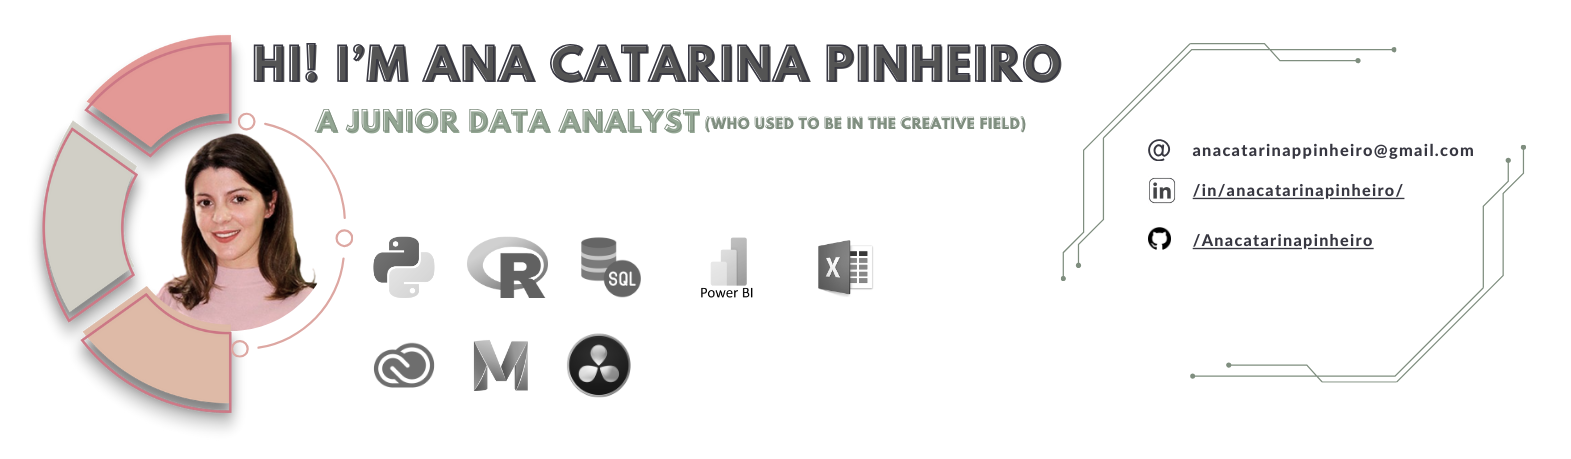 HI! I'M ANA CATARINA PINHEIRO
A JUNIOR DATA ANALYST (WHO USED TO BE IN THE CREATIVE FIELD)
@ anacatarinappinheiro@gmail.com
in /in/anacatarinapinheiro/
/Anacatarinapinheiro
R
SQL
Power BI
X
M